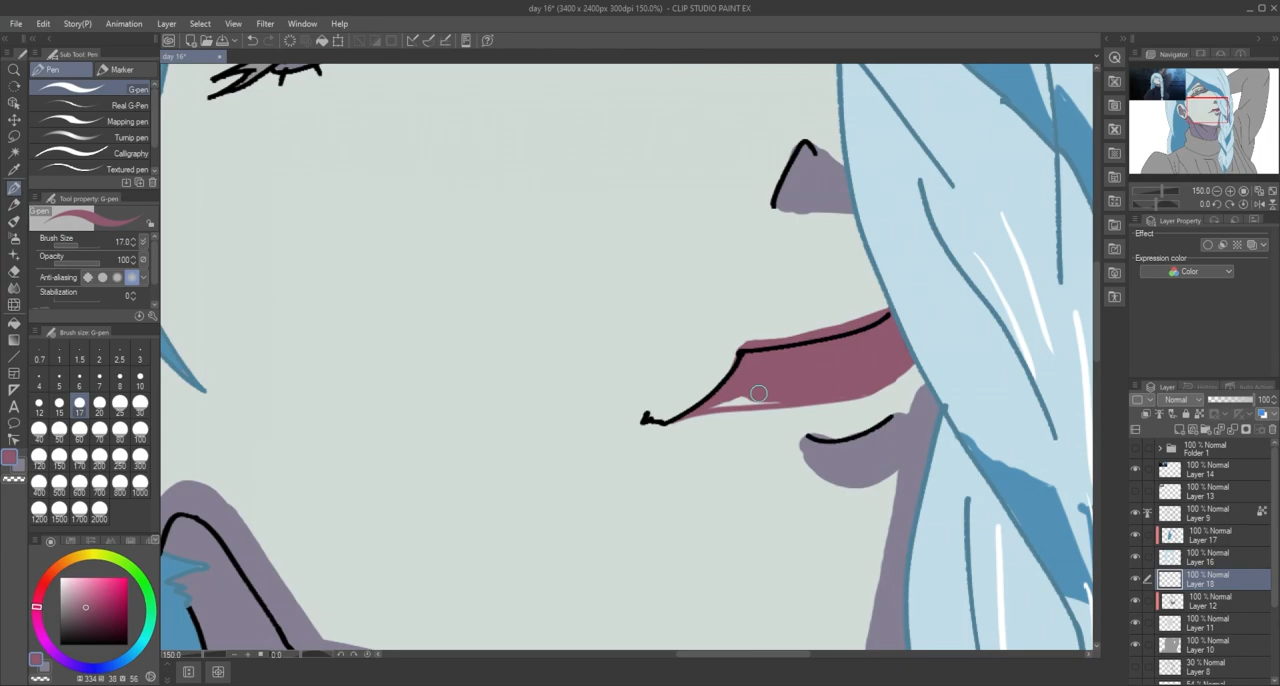 day 16* (3400 x 2400px 300dpi 150.0%) - CLIP STUDIO PAINT EX
File Edit Story(P) Animation Layer Select View Filter Window Help
Sub Tool: Pen
day 16*
Navigator
Pen Marker
G-pen
Real G-Pen
Mapping pen
Turnip pen
Calligraphy
Textured pen
Tool property: G-pen
G-pen
Brush Size 17.0
Opacity 100
Anti-aliasing
Stabilization 0
Brush size: G-pen
0.7 1 1.5 2 2.5 3
4 5 6 7 8 10
12 15 17 20 25 30
40 50 60 70 80 100
120 150 170 200 250 300
400 500 600 700 800 1000
1200 1500 1700 2000
334 38 56
150.0 0.0
150.0
0.0
Layer Property
Effect
Expression color
Color
Layer History Auto Action
Normal 100
100 % Normal
Folder 1
100 % Normal
Layer 14
100 % Normal
Layer 13
100 % Normal
Layer 9
100 % Normal
Layer 17
100 % Normal
Layer 16
100 % Normal
Layer 18
100 % Normal
Layer 12
100 % Normal
Layer 11
100 % Normal
Layer 10
30 % Normal
Layer 8